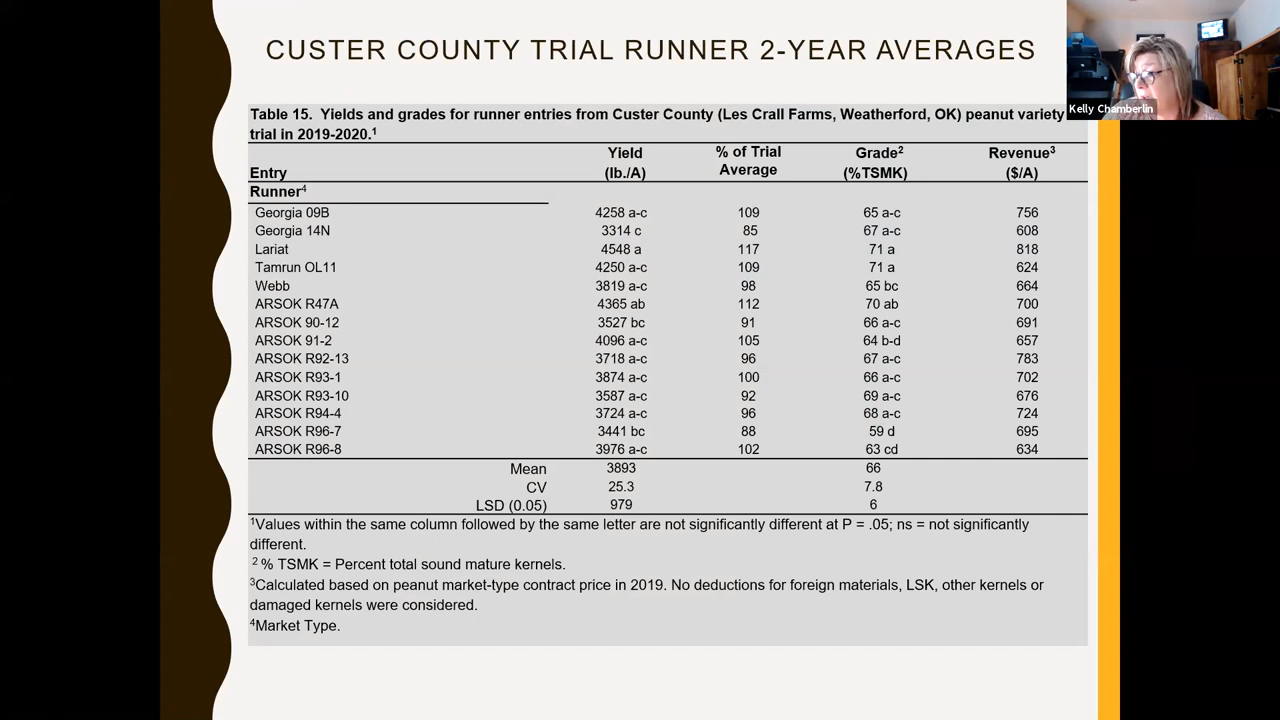 CUSTER COUNTY TRIAL RUNNER 2-YEAR AVERAGES
Kelly Chamberlin
Table 15. Yields and grades for runner entries from Custer County (Les Crall Farms, Weatherford, OK) peanut variety
trial in 2019-2020.¹
Entry Yield (lb./A) % of Trial Average Grade² (%TSMK) Revenue³ ($/A)
Runner⁴
Georgia 09B 4258 a-c 109 65 a-c 756
Georgia 14N 3314 c 85 67 a-c 608
Lariat 4548 a 117 71 a 818
Tamrun OL11 4250 a-c 109 71 a 624
Webb 3819 a-c 98 65 bc 664
ARSOK R47A 4365 ab 112 70 ab 700
ARSOK 90-12 3527 bc 91 66 a-c 691
ARSOK 91-2 4096 a-c 105 64 b-d 657
ARSOK R92-13 3718 a-c 96 67 a-c 783
ARSOK R93-1 3874 a-c 100 66 a-c 702
ARSOK R93-10 3587 a-c 92 69 a-c 676
ARSOK R94-4 3724 a-c 96 68 a-c 724
ARSOK R96-7 3441 bc 88 59 d 695
ARSOK R96-8 3976 a-c 102 63 cd 634
Mean 3893 66
CV 25.3 7.8
LSD (0.05) 979 6
¹Values within the same column followed by the same letter are not significantly different at P = .05; ns = not significantly
different.
² % TSMK = Percent total sound mature kernels.
³Calculated based on peanut market-type contract price in 2019. No deductions for foreign materials, LSK, other kernels or
damaged kernels were considered.
⁴Market Type.